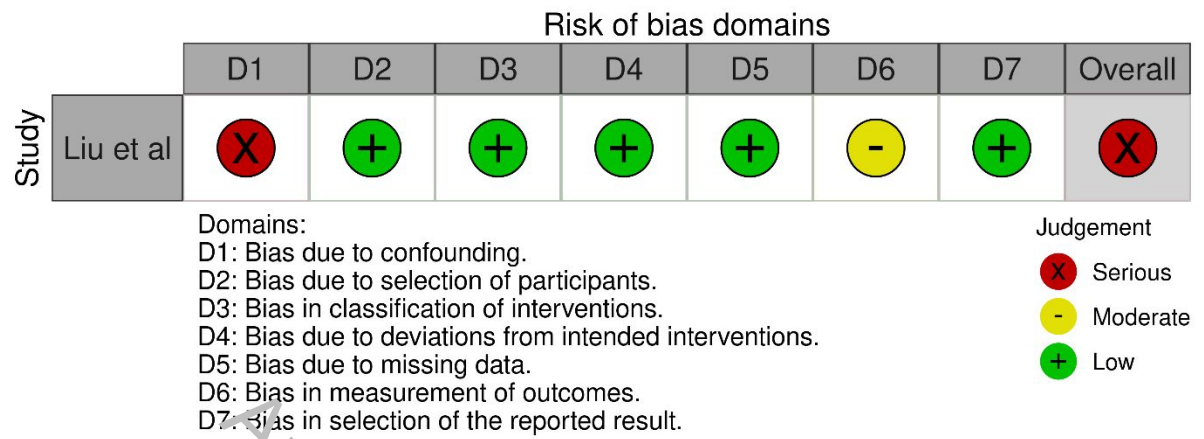 Risk of bias domains
D1 D2 D3 D4 D5 D6 D7 Overall
Study
Liu et al X + + + + - + X
Domains:
D1: Bias due to confounding.
D2: Bias due to selection of participants.
D3: Bias in classification of interventions.
D4: Bias due to deviations from intended interventions.
D5: Bias due to missing data.
D6: Bias in measurement of outcomes.
D7: Bias in selection of the reported result.
Judgement
X Serious
- Moderate
+ Low